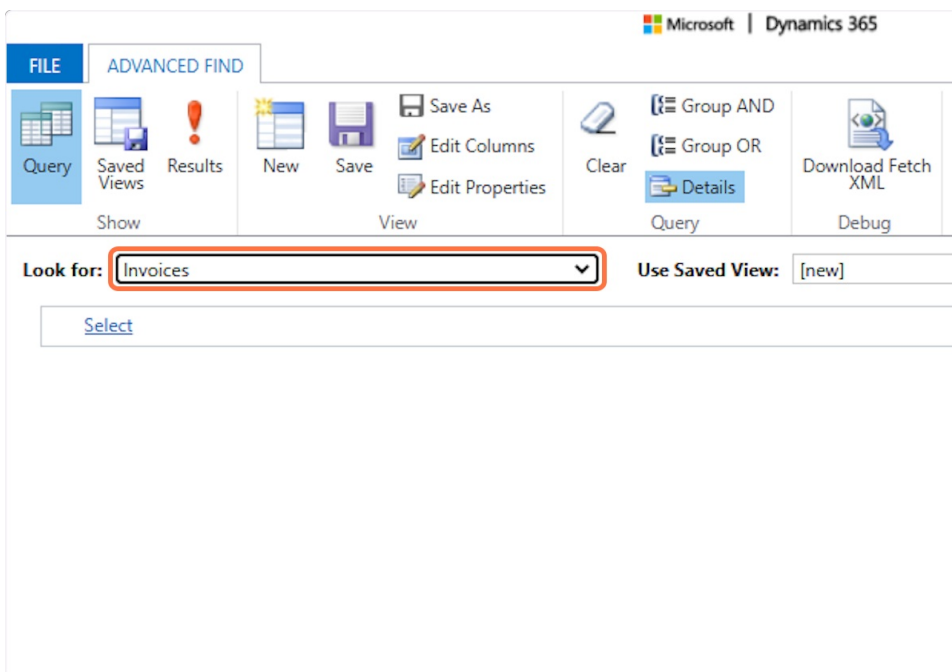 Microsoft | Dynamics 365
FILE ADVANCED FIND
Query
Saved Views
Results
Show
New
Save
Save As
Edit Columns
Edit Properties
View
Clear
Group AND
Group OR
Details
Query
Download Fetch XML
Debug
Look for: Invoices Use Saved View: [new]
Select